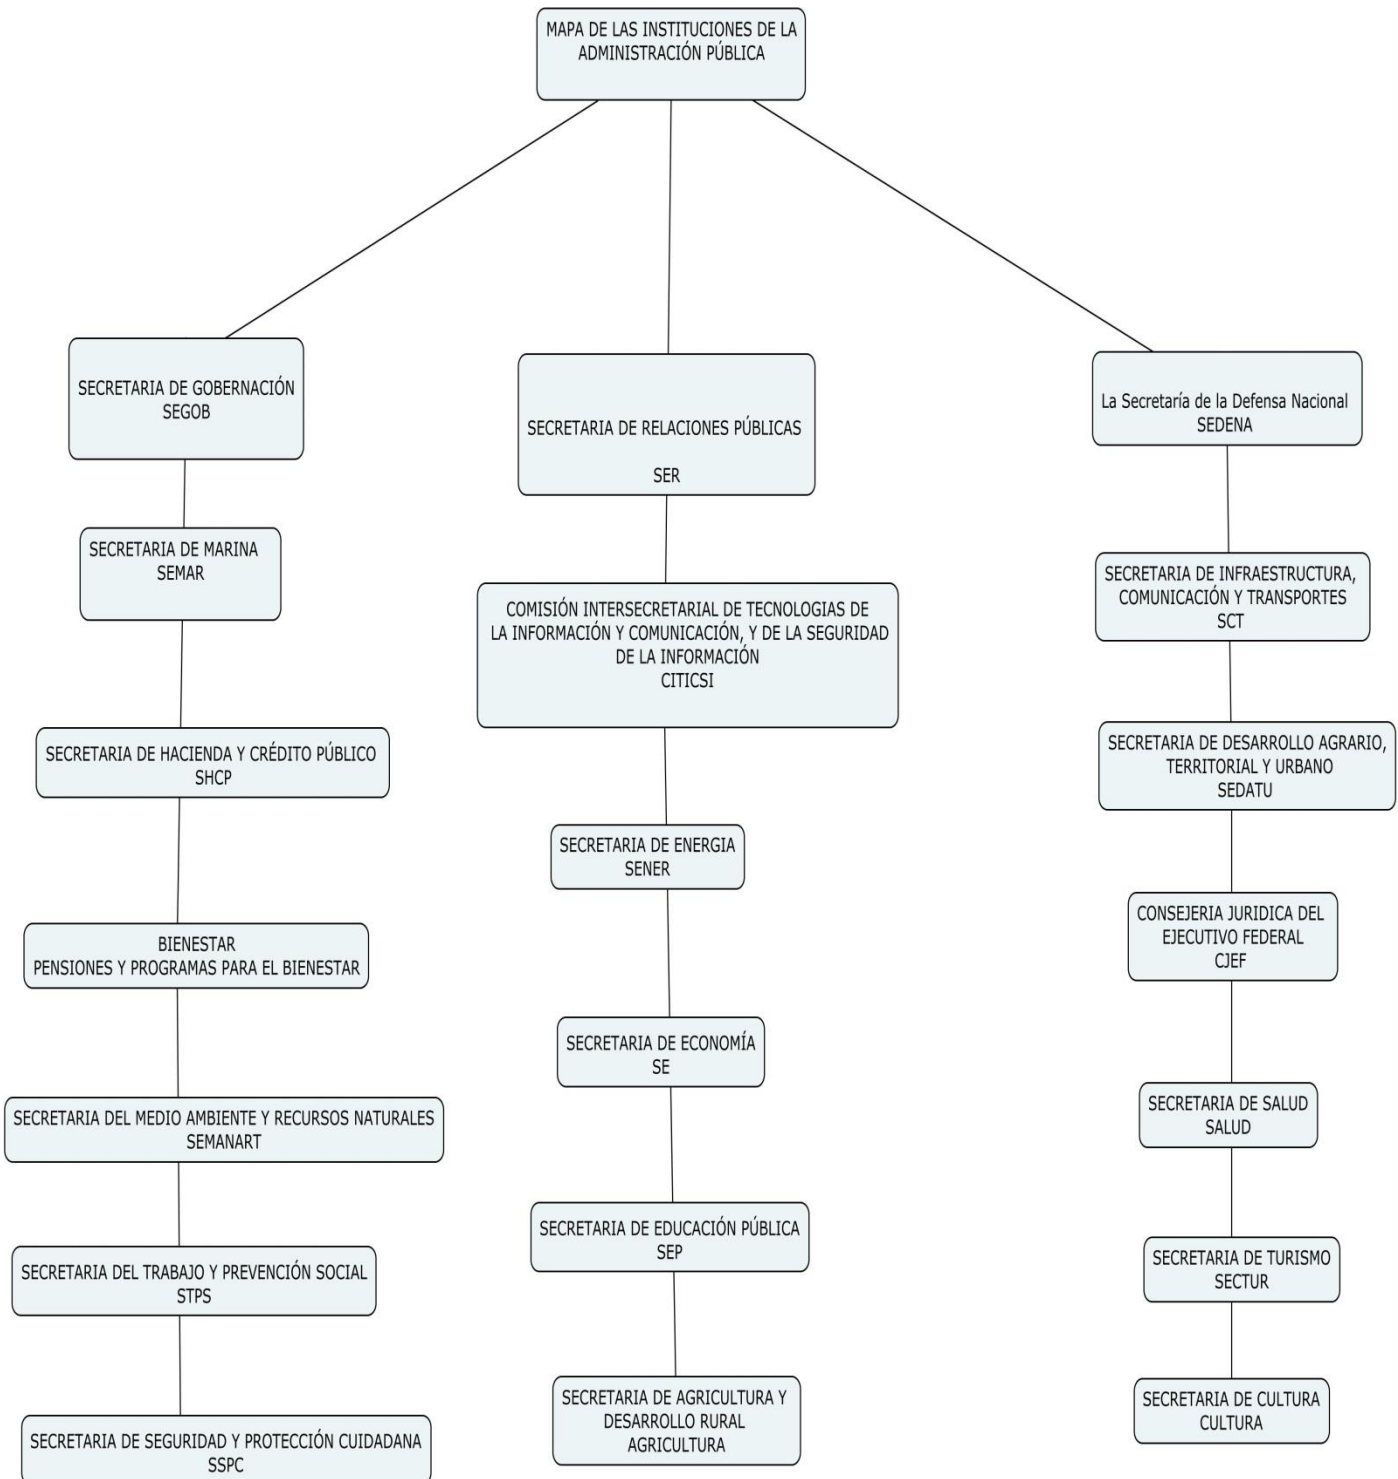 MAPA DE LAS INSTITUCIONES DE LA
ADMINISTRACIÓN PÚBLICA
SECRETARIA DE GOBERNACIÓN
SEGOB
SECRETARIA DE MARINA
SEMAR
SECRETARIA DE HACIENDA Y CRÉDITO PÚBLICO
SHCP
BIENESTAR
PENSIONES Y PROGRAMAS PARA EL BIENESTAR
SECRETARIA DEL MEDIO AMBIENTE Y RECURSOS NATURALES
SEMANART
SECRETARIA DEL TRABAJO Y PREVENCIÓN SOCIAL
STPS
SECRETARIA DE SEGURIDAD Y PROTECCIÓN CUIDADANA
SSPC
SECRETARIA DE RELACIONES PÚBLICAS
SER
COMISIÓN INTERSECRETARIAL DE TECNOLOGIAS DE
LA INFORMACIÓN Y COMUNICACIÓN, Y DE LA SEGURIDAD
DE LA INFORMACIÓN
CITICSI
SECRETARIA DE ENERGIA
SENER
SECRETARIA DE ECONOMÍA
SE
SECRETARIA DE EDUCACIÓN PÚBLICA
SEP
SECRETARIA DE AGRICULTURA Y
DESARROLLO RURAL
AGRICULTURA
La Secretaría de la Defensa Nacional
SEDENA
SECRETARIA DE INFRAESTRUCTURA,
COMUNICACIÓN Y TRANSPORTES
SCT
SECRETARIA DE DESARROLLO AGRARIO,
TERRITORIAL Y URBANO
SEDATU
CONSEJERIA JURIDICA DEL
EJECUTIVO FEDERAL
CJEF
SECRETARIA DE SALUD
SALUD
SECRETARIA DE TURISMO
SECTUR
SECRETARIA DE CULTURA
CULTURA